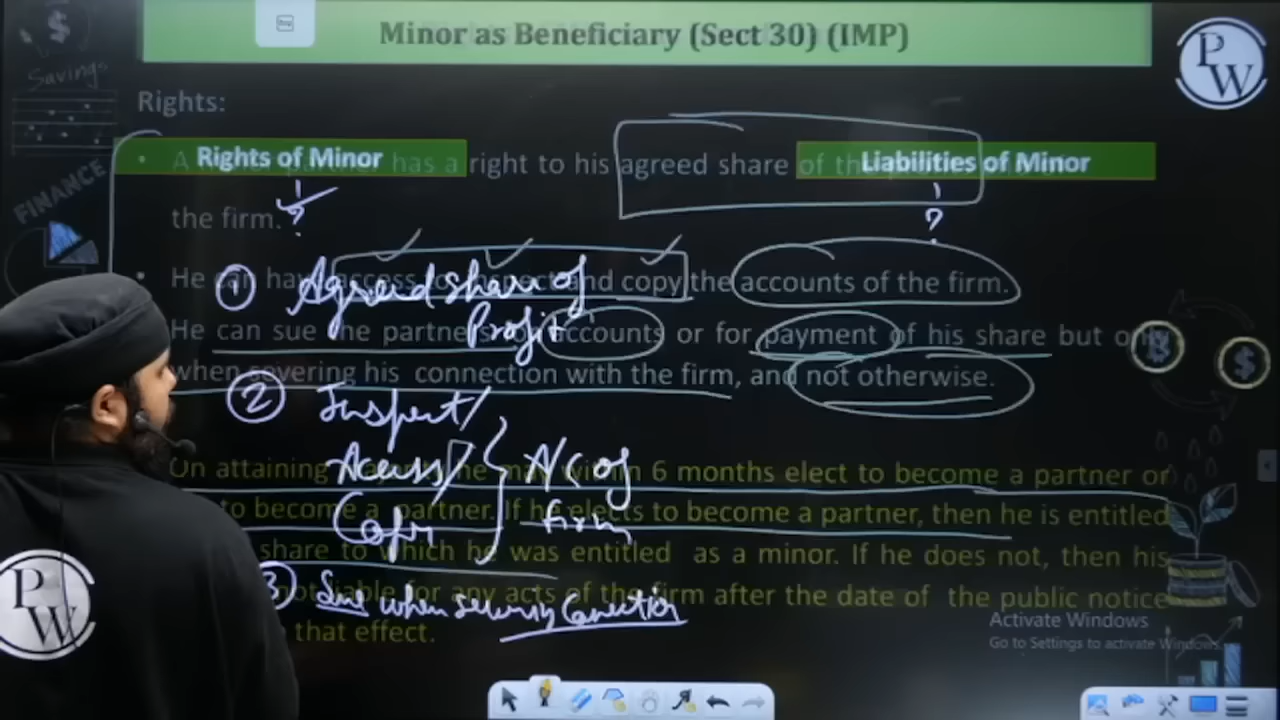 Minor as Beneficiary (Sect 30) (IMP)
P
W
Savings
FINANCE
Rights:
Rights of Minor
Liabilities of Minor
has a right to his agreed share of the
the firm.
?
?
He can have access to inspect and copy the accounts of the firm.
① Agreed share of
Profit
He can sue the partners accounts or for payment of his share but only
when severing his connection with the firm, and not otherwise.
② Inspect/
Access/
Copy
A/C of
firm
On attaining he may within 6 months elect to become a partner or
to become a partner. If he elects to become a partner, then he is entitled
share to which he was entitled as a minor. If he does not, then his
not liable for any acts of the firm after the date of the public notice
that effect.
③ Sue when severing Connection
P
W
Activate Windows
Go to Settings to activate Windows.